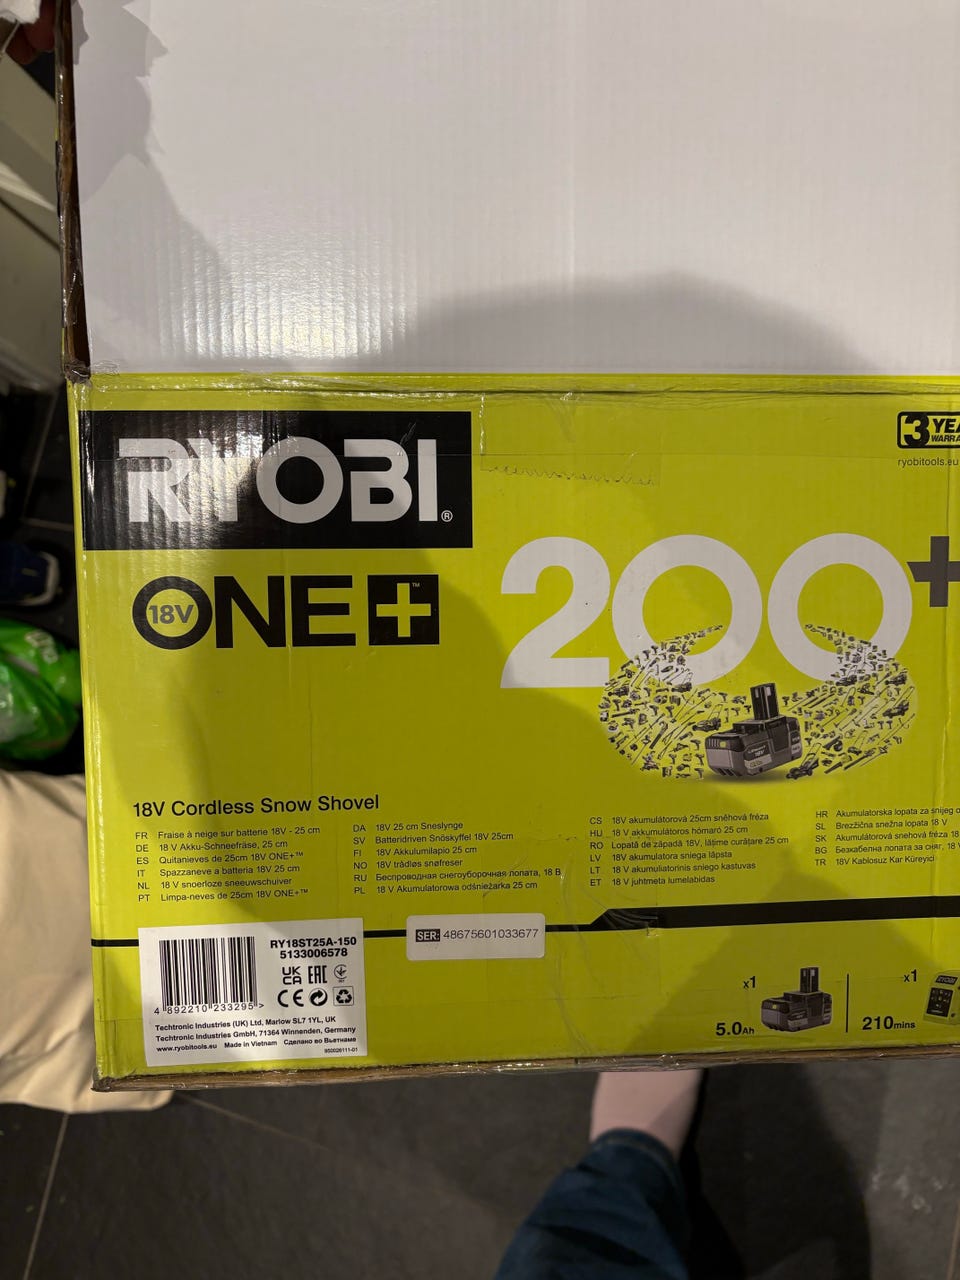 RYOBI®
3 YEA
WARRA
ryobitools.eu
18V ONE+™
200+
18V Cordless Snow Shovel
FR Fraise à neige sur batterie 18V - 25 cm
DE 18 V Akku-Schneefräse, 25 cm
ES Quitanieves de 25cm 18V ONE+™
IT Spazzaneve a batteria 18V 25 cm
NL 18 V snoerloze sneeuwschuiver
PT Limpa-neves de 25cm 18V ONE+™
DA 18V 25 cm Sneslynge
SV Batteridriven Snöskyffel 18V 25cm
FI 18V Akkulumilapio 25 cm
NO 18V trådløs snøfreser
RU Беспроводная снегоуборочная лопата, 18 В
PL 18 V Akumulatorowa odśnieżarka 25 cm
CS 18V akumulátorová 25cm sněhová fréza
HU 18 V akkumlátoros hómaró 25 cm
RO Lopată de zăpadă 18V, lățime curățare 25 cm
LV 18V akumulatora sniega lāpsta
LT 18 V akumuliatorinis sniego kastuvas
ET 18 V juhtmeta lumelabidas
HR Akumulatorska lopata za snijeg o
SL Brezžična snežna lopata 18 V
SK Akumulátorová snehová fréza 18
BG Безкабелна лопата за сняг, 18 V
TR 18V Kablosuz Kar Küreyici
RY18ST25A-150
5133006578
UK
CA EAC
CE
4 892210 233295 >
Techtronic Industries (UK) Ltd, Marlow SL7 1YL, UK
Techtronic Industries GmbH, 71364 Winnenden, Germany
www.ryobitools.eu Made in Vietnam Сделано во Вьетнаме
950026111-01
SER: 48675601033677
x1
5.0Ah
x1
210mins